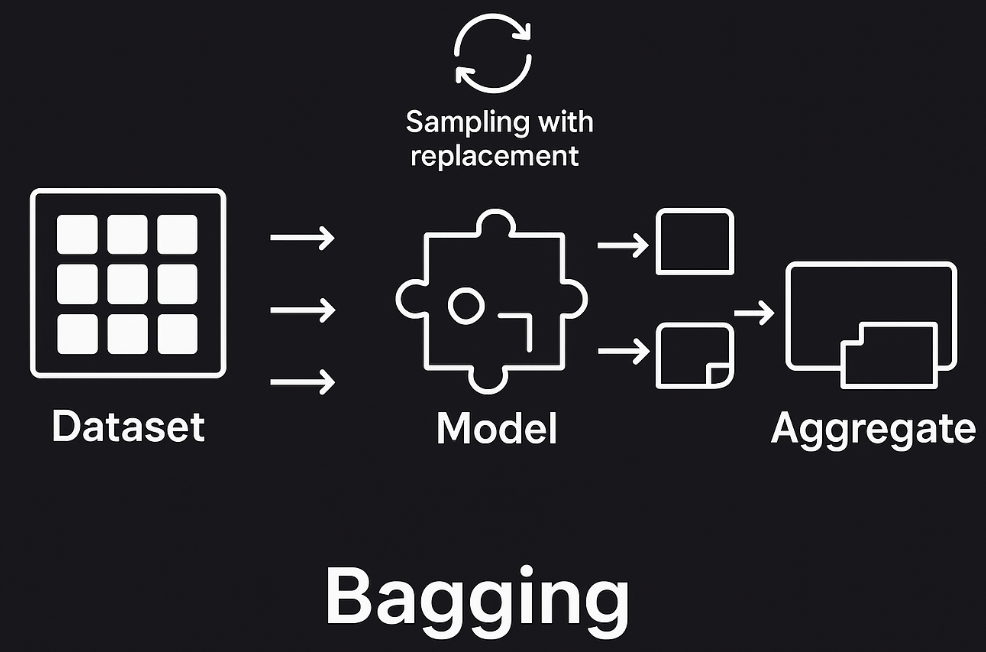 Sampling with
replacement
Dataset
Model
Aggregate
Bagging